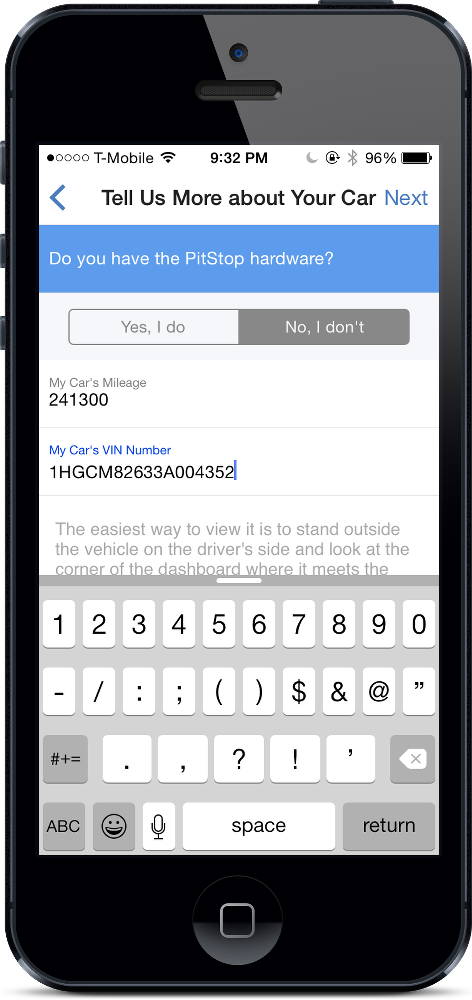 T-Mobile 9:32 PM 96%
Tell Us More about Your Car Next
Do you have the PitStop hardware?
Yes, I do No, I don't
My Car's Mileage
241300
My Car's VIN Number
1HGCM82633A004352
The easiest way to view it is to stand outside
the vehicle on the driver's side and look at the
corner of the dashboard where it meets the
1 2 3 4 5 6 7 8 9 0
- / : ; ( ) $ & @ ”
#+= . , ? ! ’
ABC space return